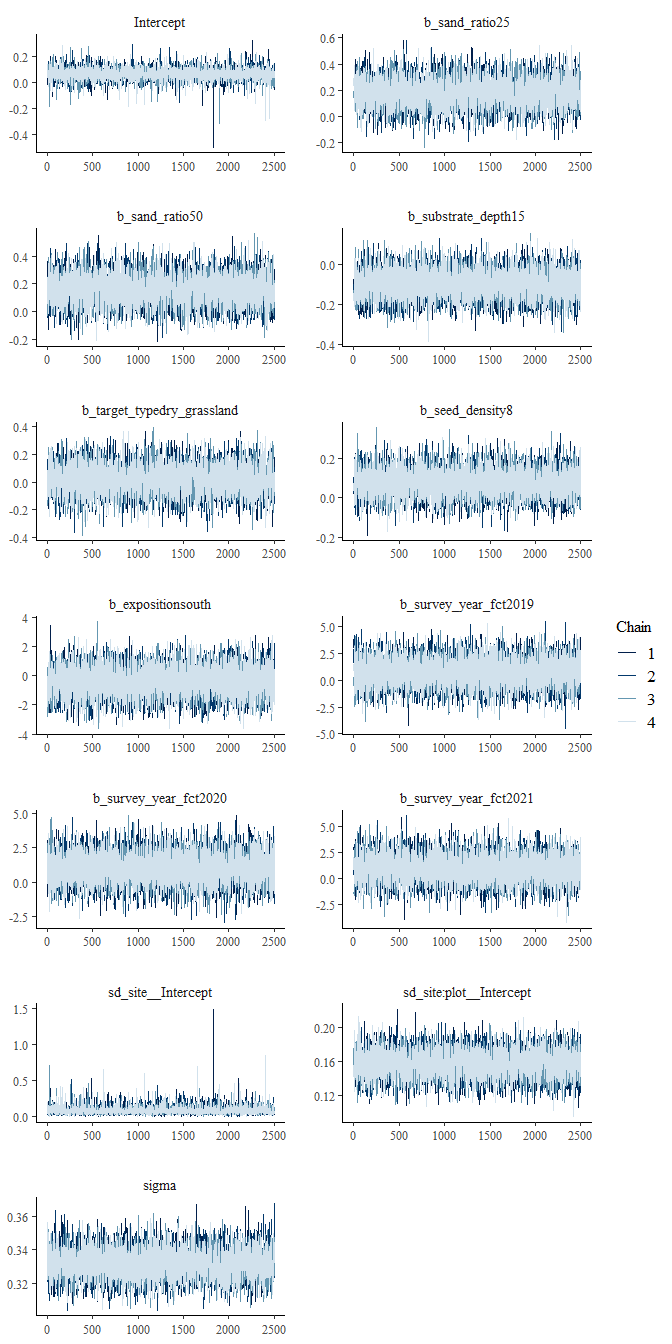 Intercept
b_sand_ratio25
0.2
0.0
-0.2
-0.4
0 500 1000 1500 2000 2500
0.6
0.4
0.2
0.0
-0.2
0 500 1000 1500 2000 2500
b_sand_ratio50
b_substrate_depth15
0.4
0.2
0.0
-0.2
0 500 1000 1500 2000 2500
0.0
-0.2
-0.4
0 500 1000 1500 2000 2500
b_target_typedry_grassland
b_seed_density8
0.4
0.2
0.0
-0.2
-0.4
0 500 1000 1500 2000 2500
0.2
0.0
-0.2
0 500 1000 1500 2000 2500
b_expositionsouth
b_survey_year_fct2019
4
2
0
-2
-4
0 500 1000 1500 2000 2500
5.0
2.5
0.0
-2.5
-5.0
0 500 1000 1500 2000 2500
Chain
1
2
3
4
b_survey_year_fct2020
b_survey_year_fct2021
5.0
2.5
0.0
-2.5
0 500 1000 1500 2000 2500
5.0
2.5
0.0
-2.5
0 500 1000 1500 2000 2500
sd_site__Intercept
sd_site:plot__Intercept
1.5
1.0
0.5
0.0
0 500 1000 1500 2000 2500
0.20
0.16
0.12
0 500 1000 1500 2000 2500
sigma
0.36
0.34
0.32
0 500 1000 1500 2000 2500